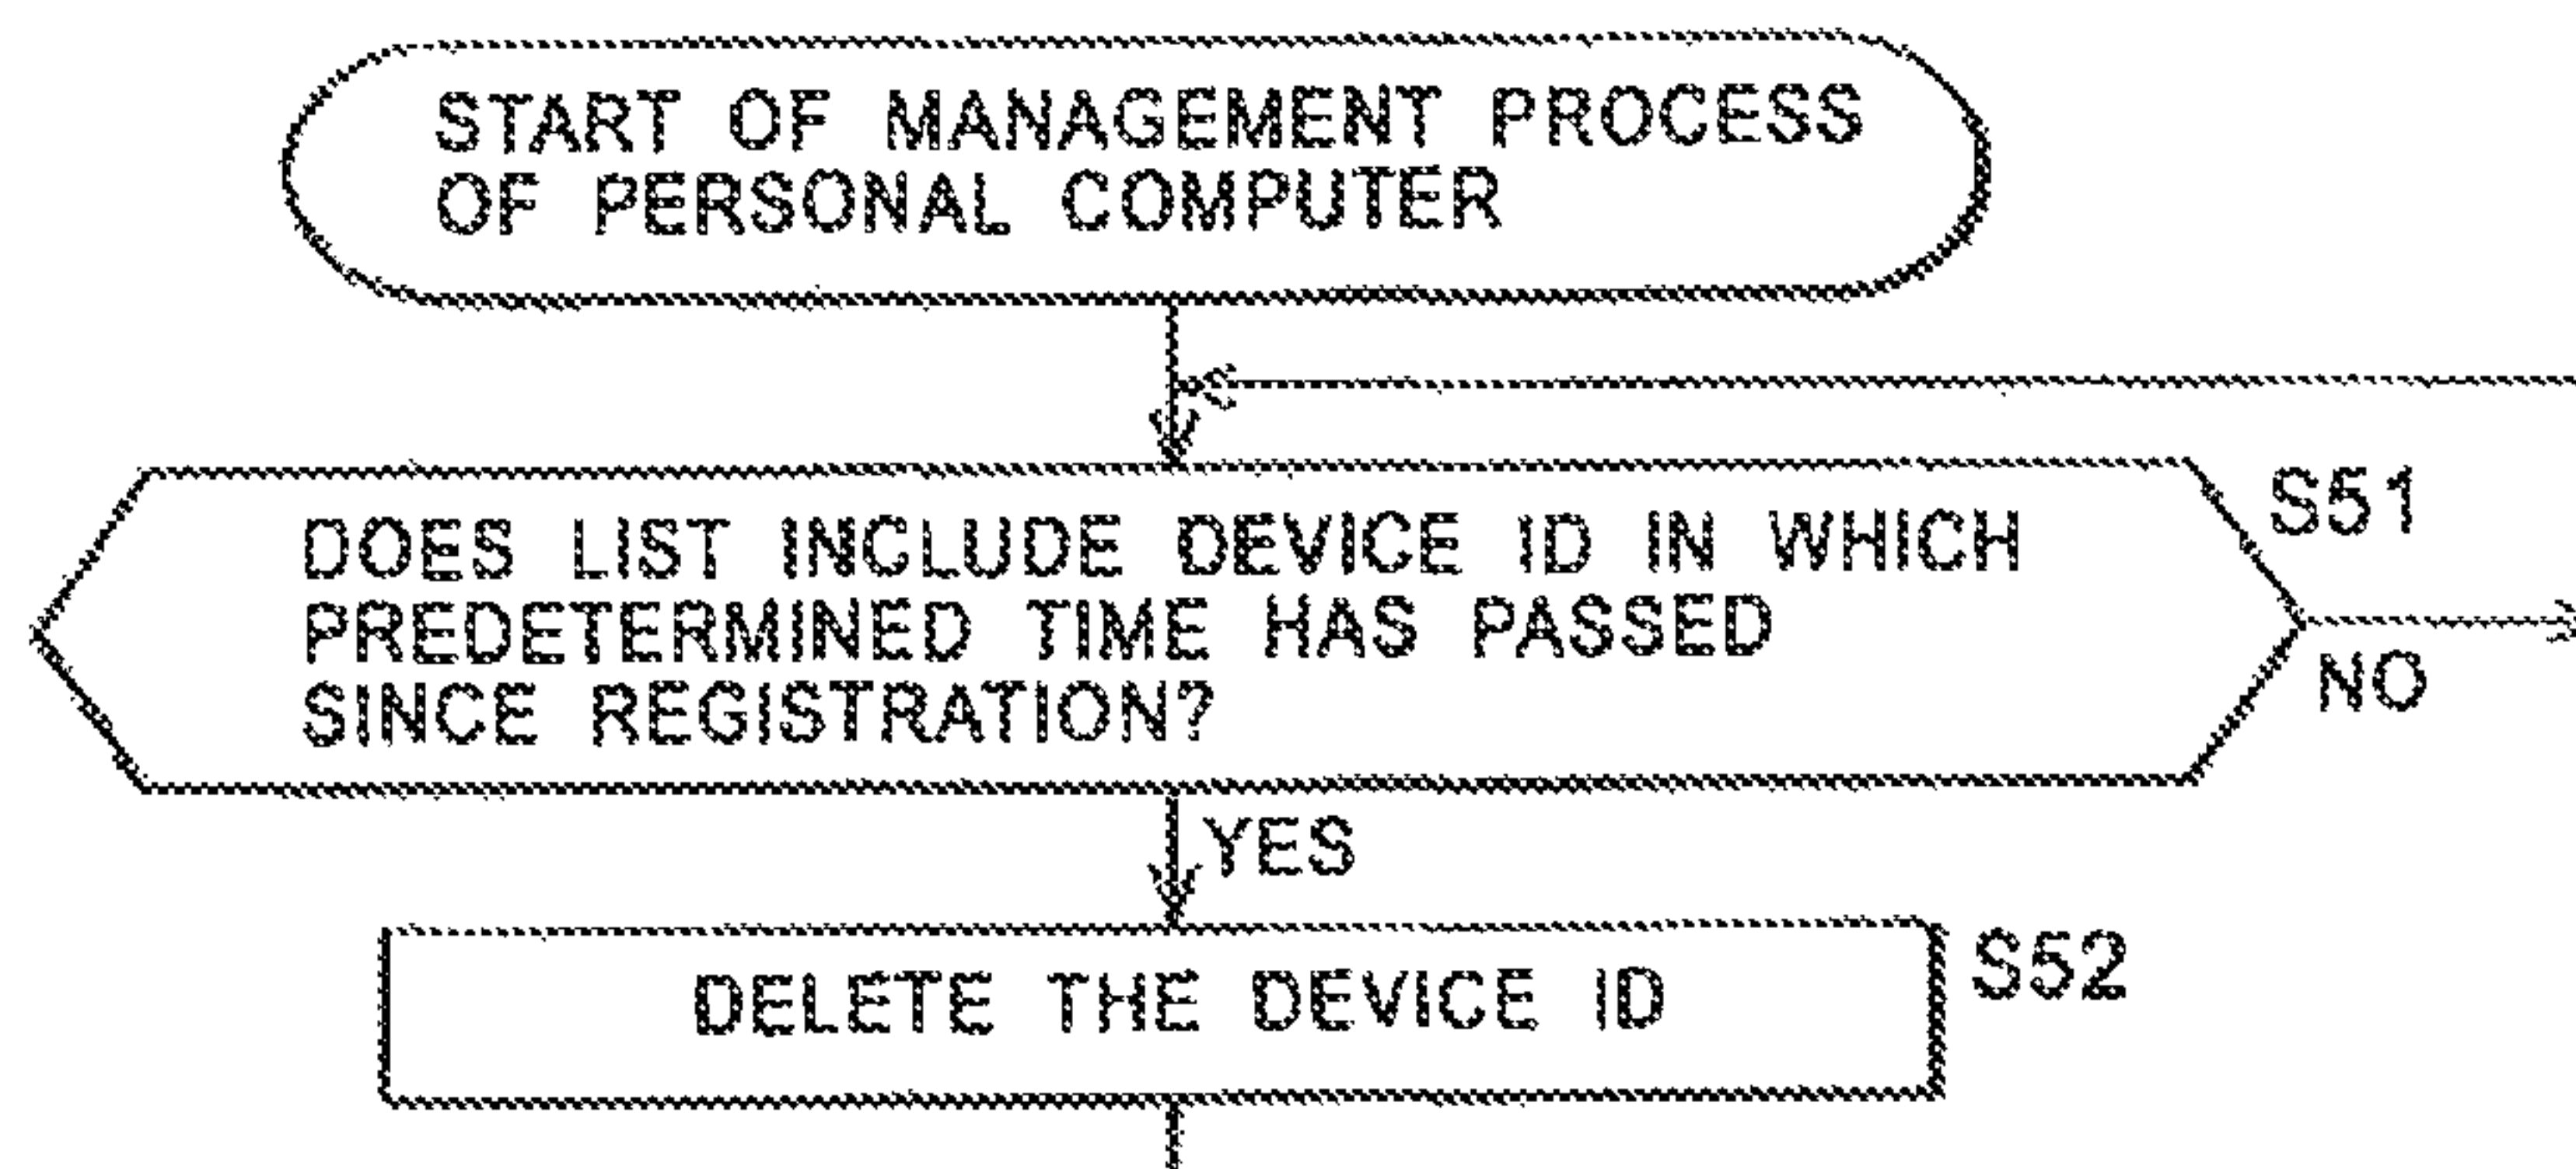 START OF MANAGEMENT PROCESS
OF PERSONAL COMPUTER
S51
DOES LIST INCLUDE DEVICE ID IN WHICH
PREDETERMINED TIME HAS PASSED
SINCE REGISTRATION?
NO
YES
S52
DELETE THE DEVICE ID